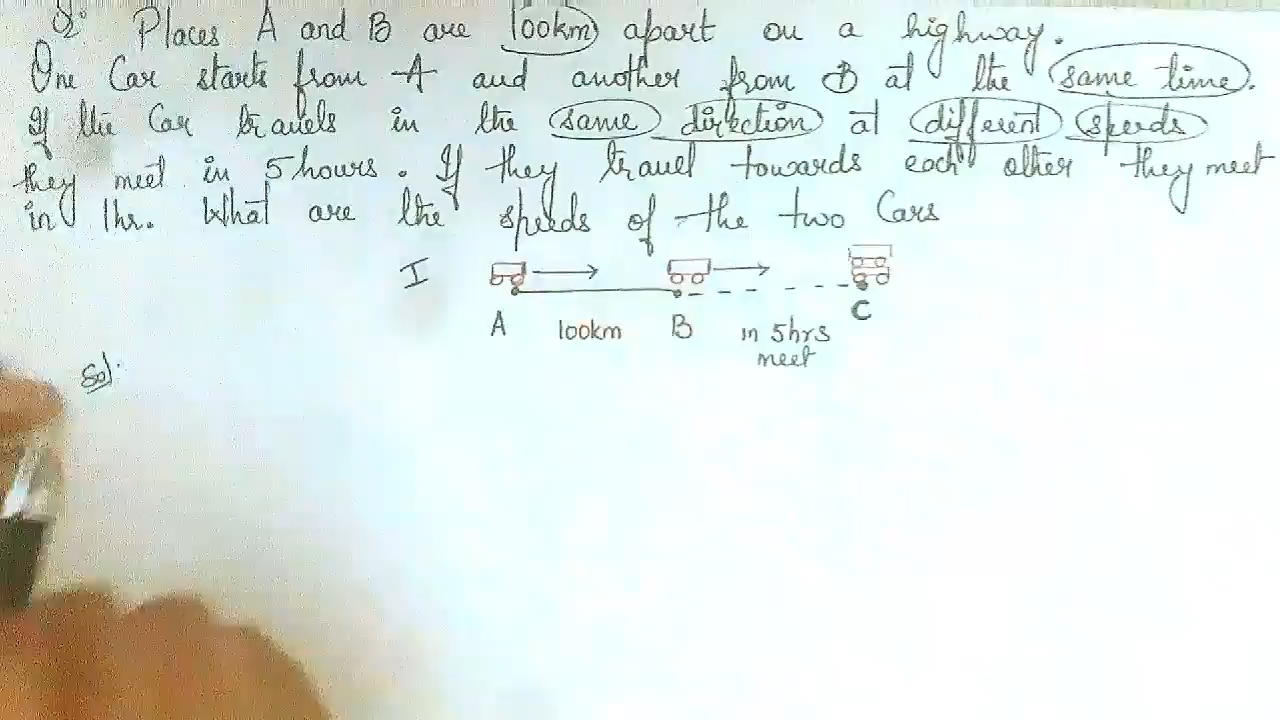 Q: Places A and B are 100km apart on a highway.
One Car starts from A and another from B at the same time.
If the Car travels in the same direction at different speeds
they meet in 5 hours. If they travel towards each other they meet
in 1hr. What are the speeds of the two Cars
I
A 100km B in 5hrs C
meet
Sol: